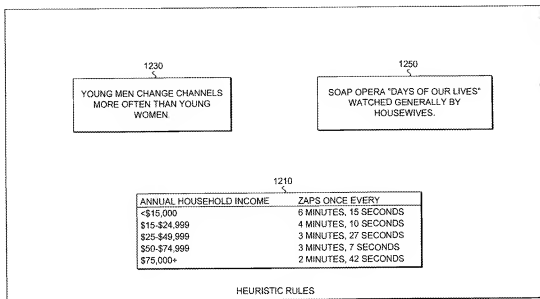 1230
YOUNG MEN CHANGE CHANNELS
MORE OFTEN THAN YOUNG
WOMEN.
1250
SOAP OPERA "DAYS OF OUR LIVES"
WATCHED GENERALLY BY
HOUSEWIVES.
1210
ANNUAL HOUSEHOLD INCOME ZAPS ONCE EVERY
<$15,000 6 MINUTES, 15 SECONDS
$15-$24,999 4 MINUTES, 10 SECONDS
$25-$49,999 3 MINUTES, 27 SECONDS
$50-$74,999 3 MINUTES, 7 SECONDS
$75,000+ 2 MINUTES, 42 SECONDS
HEURISTIC RULES